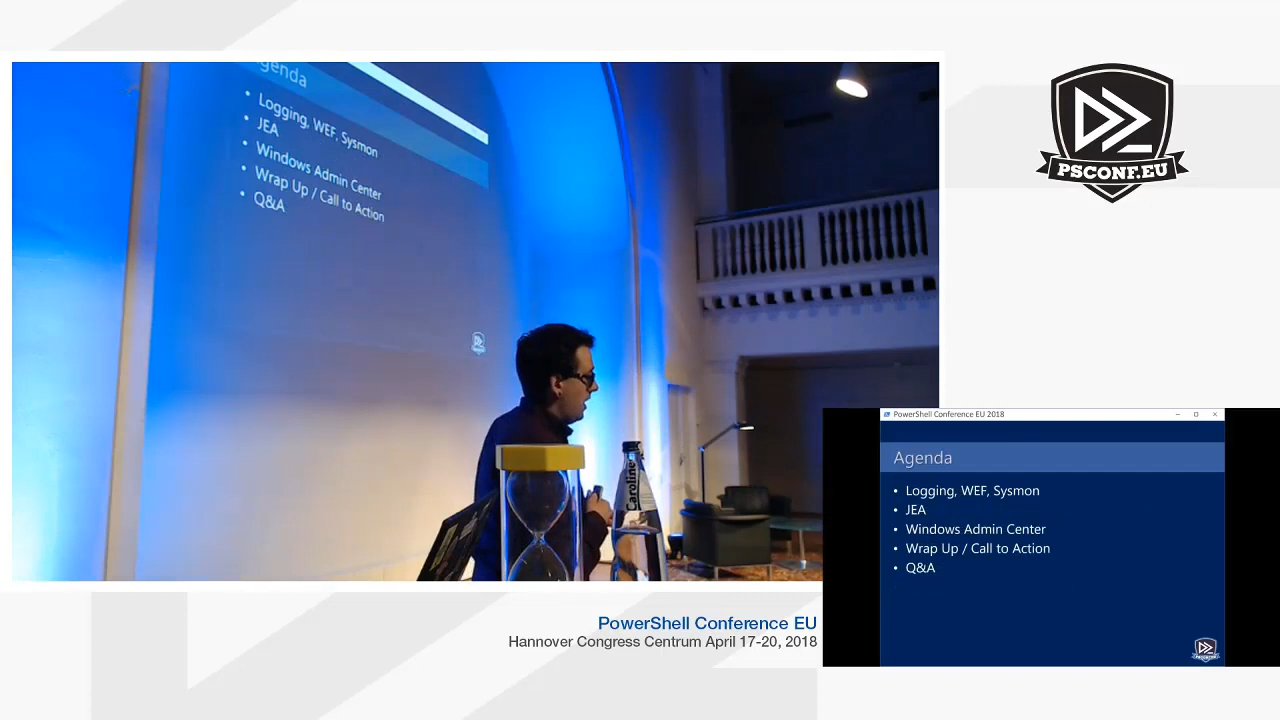 genda
• Logging, WEF, Sysmon
• JEA
• Windows Admin Center
• Wrap Up / Call to Action
• Q&A
PSCONF.EU
Caroline
PowerShell Conference EU 2018
Agenda
• Logging, WEF, Sysmon
• JEA
• Windows Admin Center
• Wrap Up / Call to Action
• Q&A
PowerShell Conference EU
Hannover Congress Centrum April 17-20, 2018